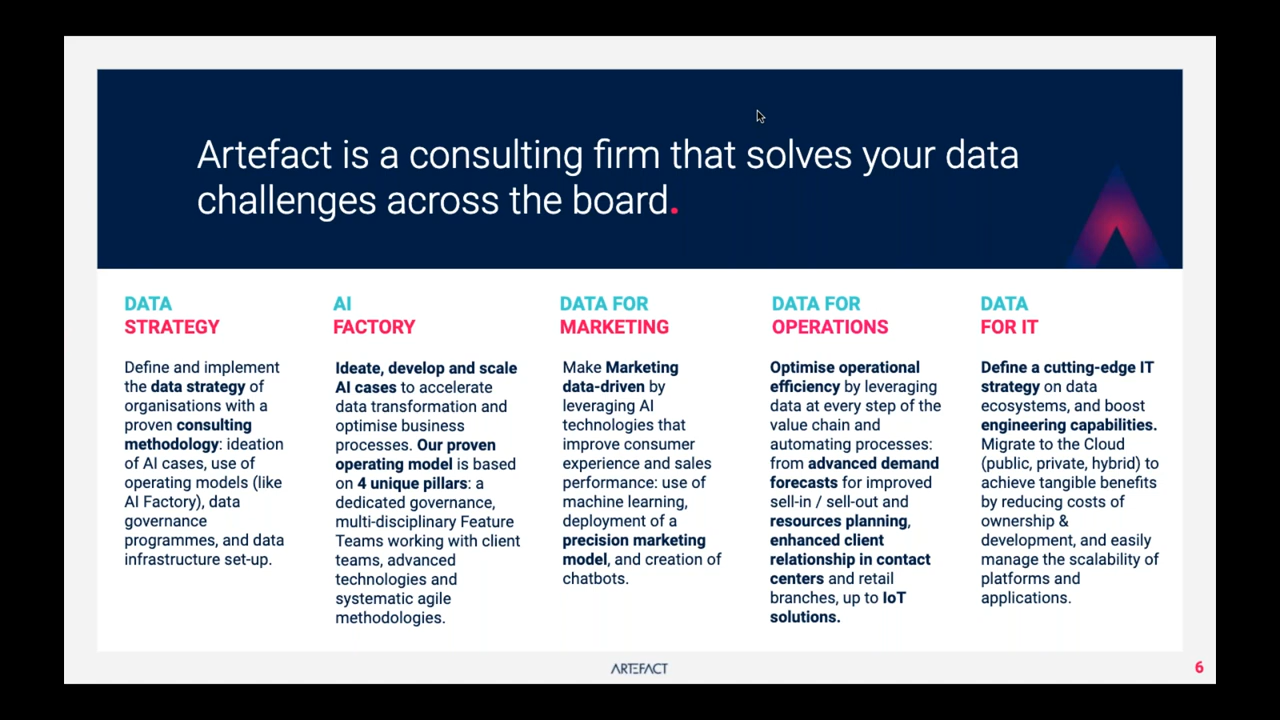 Artefact is a consulting firm that solves your data
challenges across the board.
DATA
STRATEGY
Define and implement
the data strategy of
organisations with a
proven consulting
methodology: ideation
of AI cases, use of
operating models (like
AI Factory), data
governance
programmes, and data
infrastructure set-up.
AI
FACTORY
Ideate, develop and scale
AI cases to accelerate
data transformation and
optimise business
processes. Our proven
operating model is based
on 4 unique pillars: a
dedicated governance,
multi-disciplinary Feature
Teams working with client
teams, advanced
technologies and
systematic agile
methodologies.
DATA FOR
MARKETING
Make Marketing
data-driven by
leveraging AI
technologies that
improve consumer
experience and sales
performance: use of
machine learning,
deployment of a
precision marketing
model, and creation of
chatbots.
DATA FOR
OPERATIONS
Optimise operational
efficiency by leveraging
data at every step of the
value chain and
automating processes:
from advanced demand
forecasts for improved
sell-in / sell-out and
resources planning,
enhanced client
relationship in contact
centers and retail
branches, up to IoT
solutions.
DATA
FOR IT
Define a cutting-edge IT
strategy on data
ecosystems, and boost
engineering capabilities.
Migrate to the Cloud
(public, private, hybrid) to
achieve tangible benefits
by reducing costs of
ownership &
development, and easily
manage the scalability of
platforms and
applications.
ARTEFACT
6